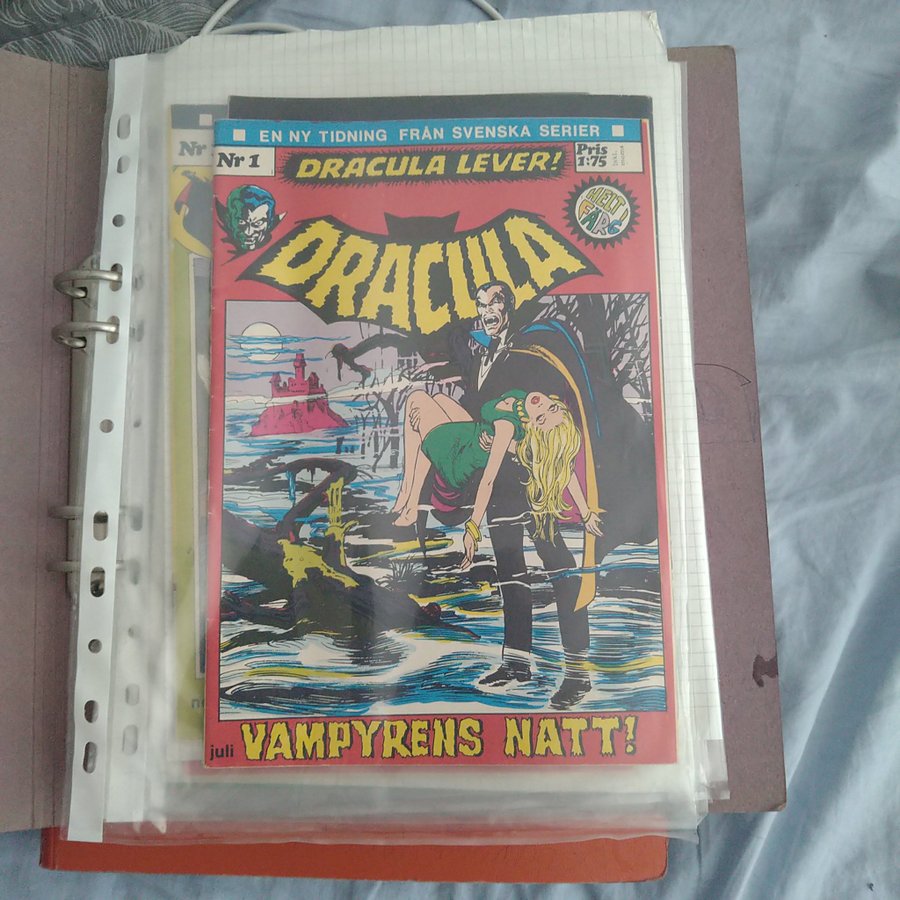 EN NY TIDNING FRÅN SVENSKA SERIER
Nr
Nr 1
DRACULA LEVER!
Pris
1:75
HELT I
FÄRG
DRACULA
juli
VAMPYRENS NATT!